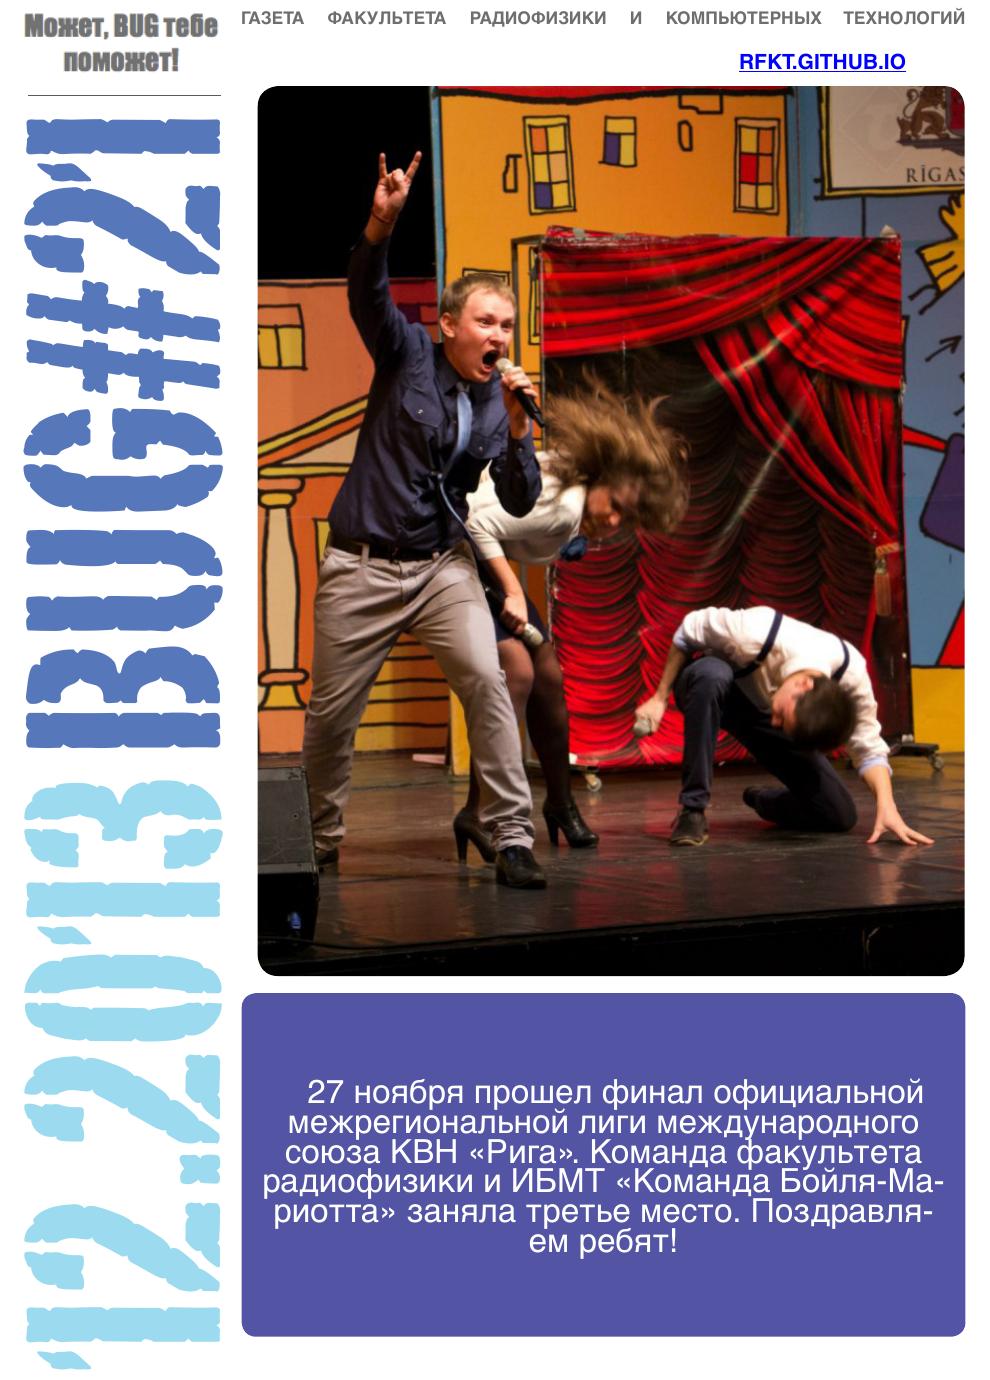 Может, BUG тебе
поможет!
ГАЗЕТА ФАКУЛЬТЕТА РАДИОФИЗИКИ И КОМПЬЮТЕРНЫХ ТЕХНОЛОГИЙ
RFKT.GITHUB.IO
12.2013 BUG#21
RĪGAS
27 ноября прошел финал официальной
межрегиональной лиги международного
союза КВН «Рига». Команда факультета
радиофизики и ИБМТ «Команда Бойля-Ма-
риотта» заняла третье место. Поздравля-
ем ребят!